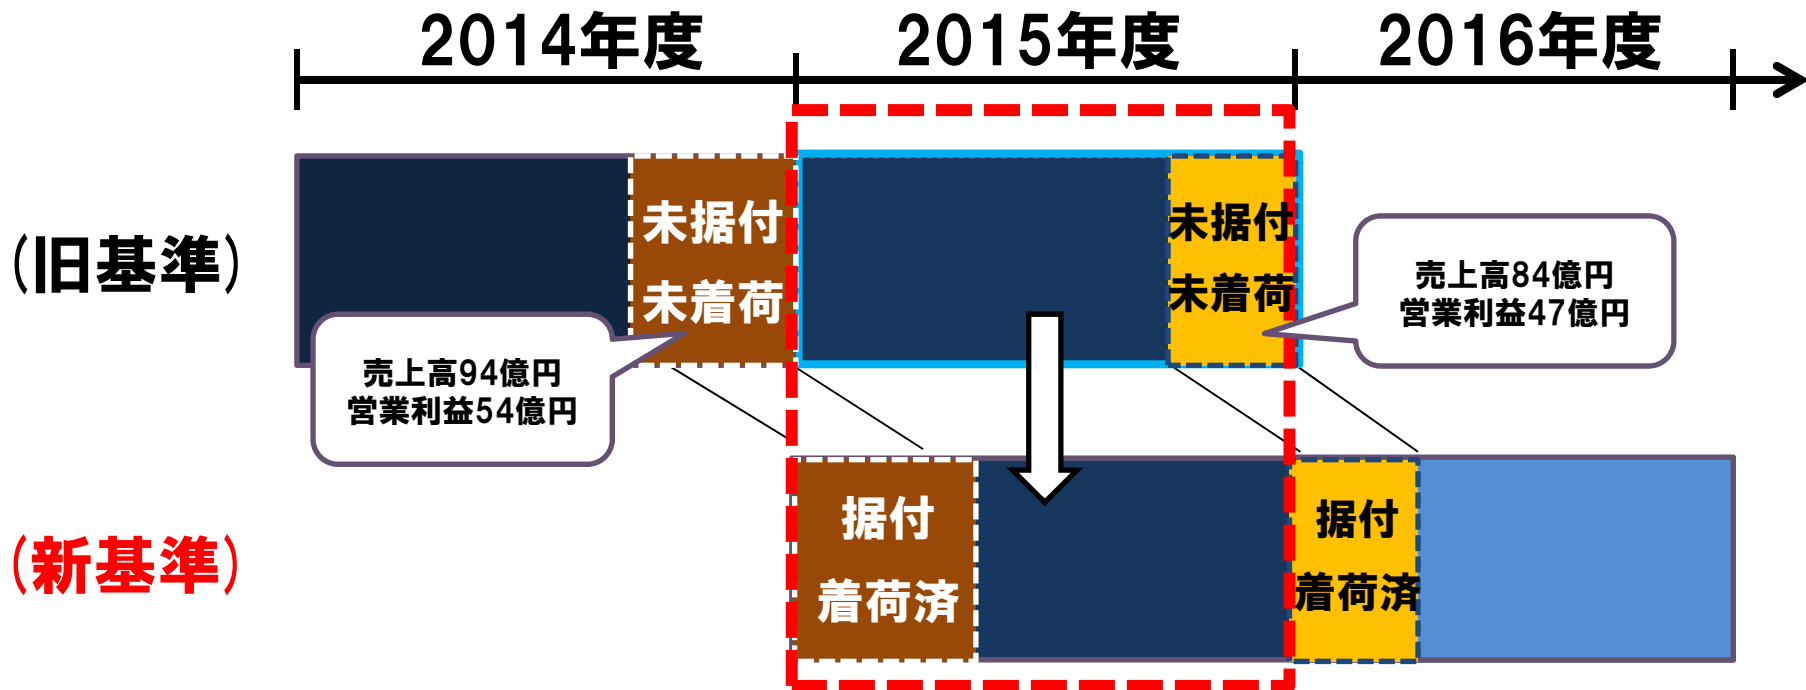 2014年度
2015年度
2016年度
(旧基準)
未据付
未着荷
未据付
未着荷
売上高84億円
営業利益47億円
売上高94億円
営業利益54億円
(新基準)
据付
着荷済
据付
着荷済